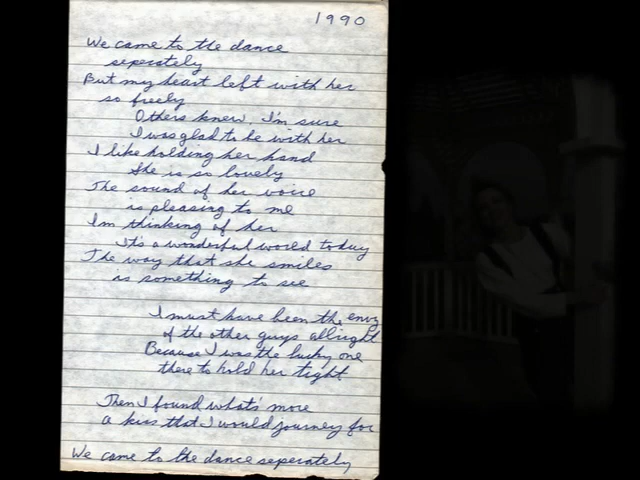 1990
We came to the dance
seperately
But my heart left with her
so freely
Others knew, I'm sure
I was glad to be with her
I like holding her hand
She is so lovely
The sound of her voice
is pleasing to me
Im thinking of her
It's a wonderful world today
The way that she smiles
is something to see
I must have been the envy
of the other guys allright
Because I was the lucky one
there to hold her tight
Then I found what's more
a kiss that I would journey for
We came to the dance seperately